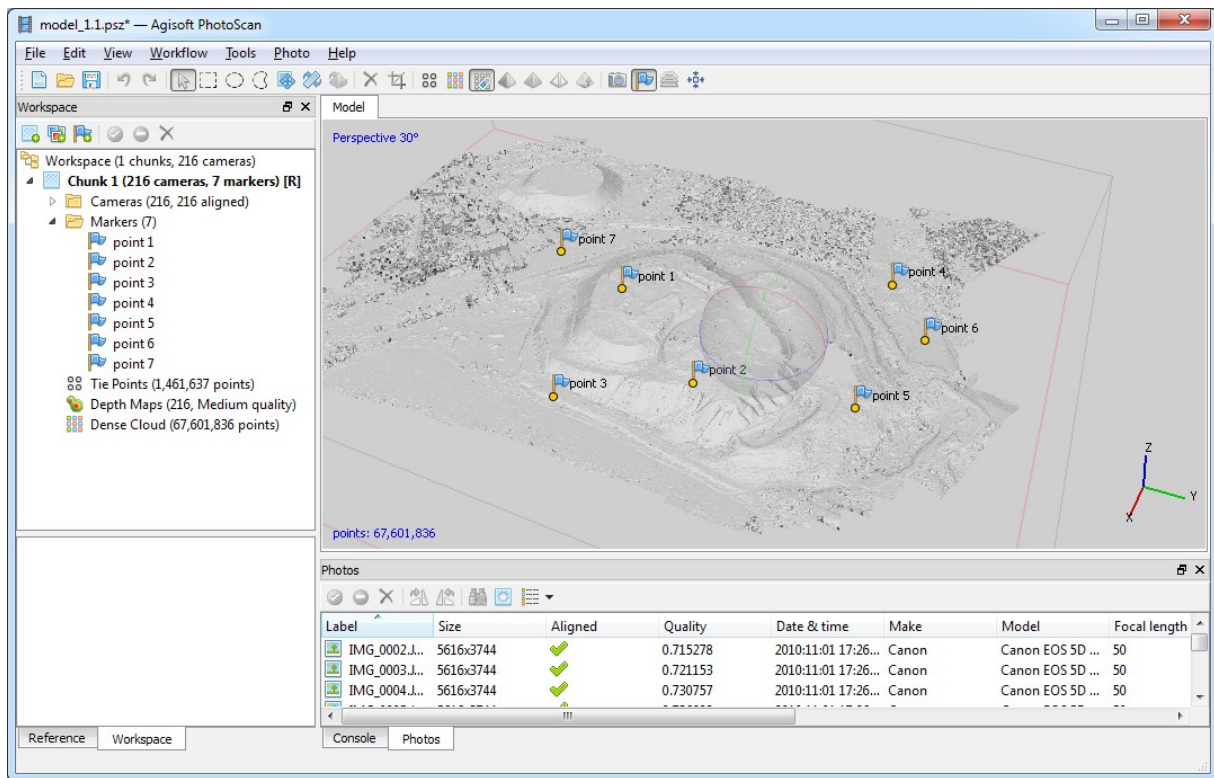 model_1.1.psz* — Agisoft PhotoScan
File Edit View Workflow Tools Photo Help
Workspace
Workspace (1 chunks, 216 cameras)
Chunk 1 (216 cameras, 7 markers) [R]
Cameras (216, 216 aligned)
Markers (7)
point 1
point 2
point 3
point 4
point 5
point 6
point 7
Tie Points (1,461,637 points)
Depth Maps (216, Medium quality)
Dense Cloud (67,601,836 points)
Reference Workspace
Model
Perspective 30°
point 7
point 1
point 4
point 6
point 2
point 3
point 5
Z
Y
X
points: 67,601,836
Photos
Label Size Aligned Quality Date & time Make Model Focal length
IMG_0002.J... 5616x3744 0.715278 2010:11:01 17:26... Canon Canon EOS 5D ... 50
IMG_0003.J... 5616x3744 0.721153 2010:11:01 17:26... Canon Canon EOS 5D ... 50
IMG_0004.J... 5616x3744 0.730757 2010:11:01 17:26... Canon Canon EOS 5D ... 50
Console Photos